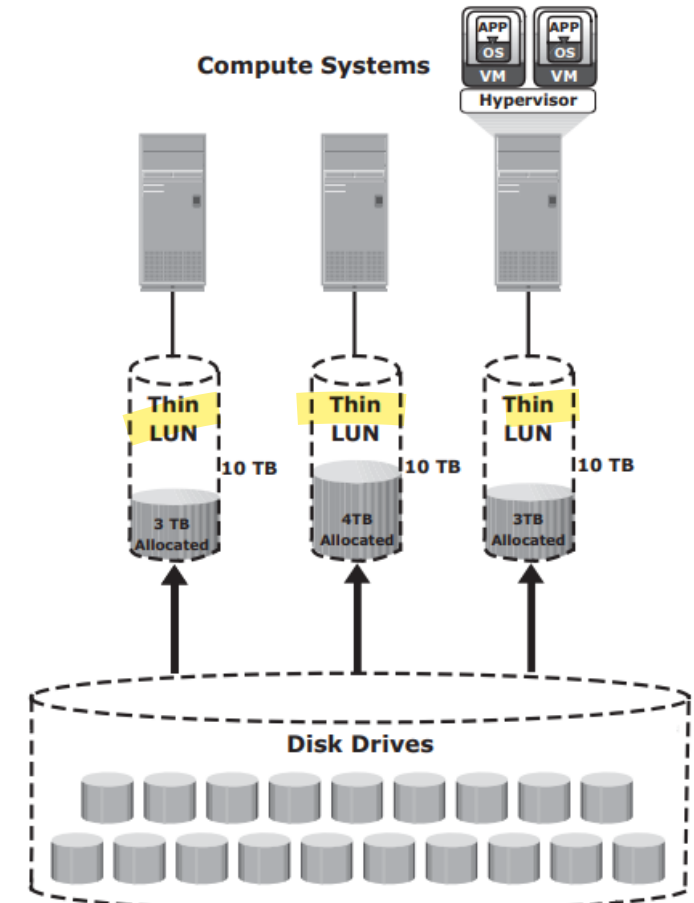 APP
OS
VM
APP
OS
VM
Compute Systems
Hypervisor
Thin
LUN
10 TB
3 TB
Allocated
Thin
LUN
10 TB
4TB
Allocated
Thin
LUN
10 TB
3TB
Allocated
Disk Drives